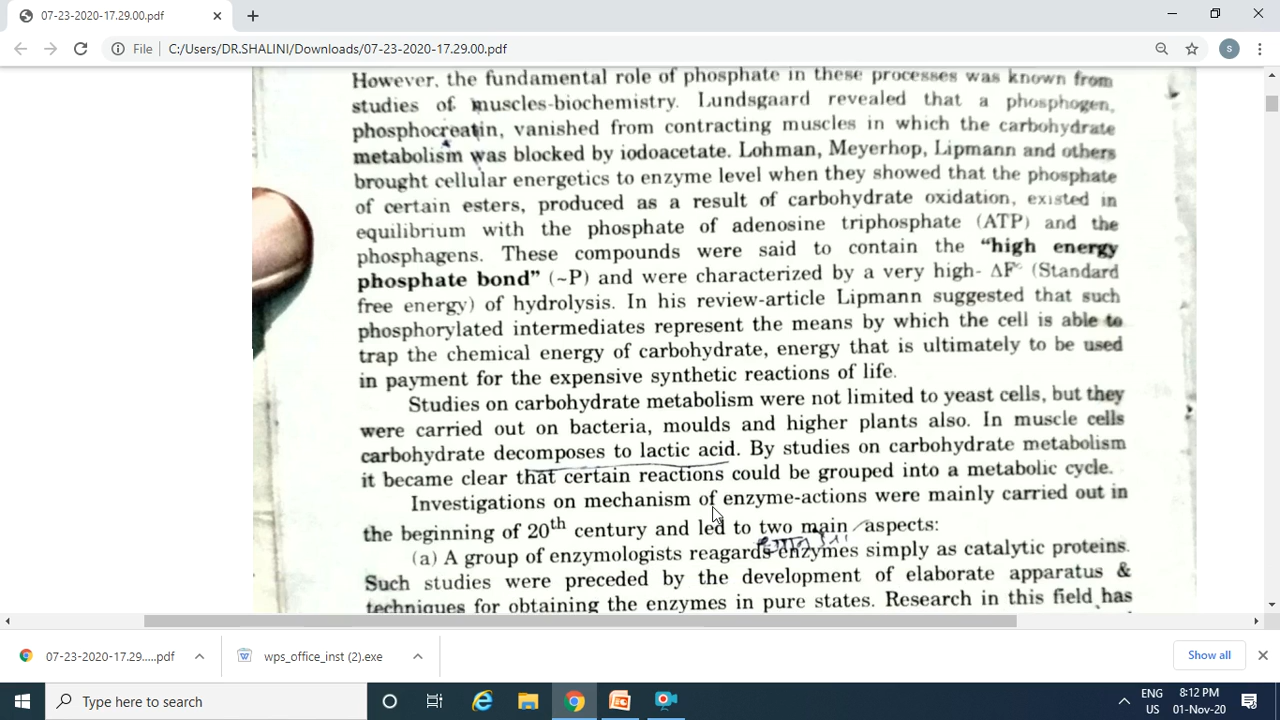 07-23-2020-17.29.00.pdf
File
C:/Users/DR.SHALINI/Downloads/07-23-2020-17.29.00.pdf
s
However, the fundamental role of phosphate in these processes was known from
studies of muscles-biochemistry. Lundsgaard revealed that a phosphogen,
phosphocreatin, vanished from contracting muscles in which the carbohydrate
metabolism was blocked by iodoacetate. Lohman, Meyerhop, Lipmann and others
brought cellular energetics to enzyme level when they showed that the phosphate
of certain esters, produced as a result of carbohydrate oxidation, existed in
equilibrium with the phosphate of adenosine triphosphate (ATP) and the
phosphagens. These compounds were said to contain the “high energy
phosphate bond” (~P) and were characterized by a very high- ΔF° (Standard
free energy) of hydrolysis. In his review-article Lipmann suggested that such
phosphorylated intermediates represent the means by which the cell is able to
trap the chemical energy of carbohydrate, energy that is ultimately to be used
in payment for the expensive synthetic reactions of life.
Studies on carbohydrate metabolism were not limited to yeast cells, but they
were carried out on bacteria, moulds and higher plants also. In muscle cells
carbohydrate decomposes to lactic acid. By studies on carbohydrate metabolism
it became clear that certain reactions could be grouped into a metabolic cycle.
Investigations on mechanism of enzyme-actions were mainly carried out in
the beginning of 20th century and led to two main aspects:
(a) A group of enzymologists reagards enzymes simply as catalytic proteins.
Such studies were preceded by the development of elaborate apparatus &
techniques for obtaining the enzymes in pure states. Research in this field has
07-23-2020-17.29.....pdf
wps_office_inst (2).exe
Show all
Type here to search
ENG
US
8:12 PM
01-Nov-20